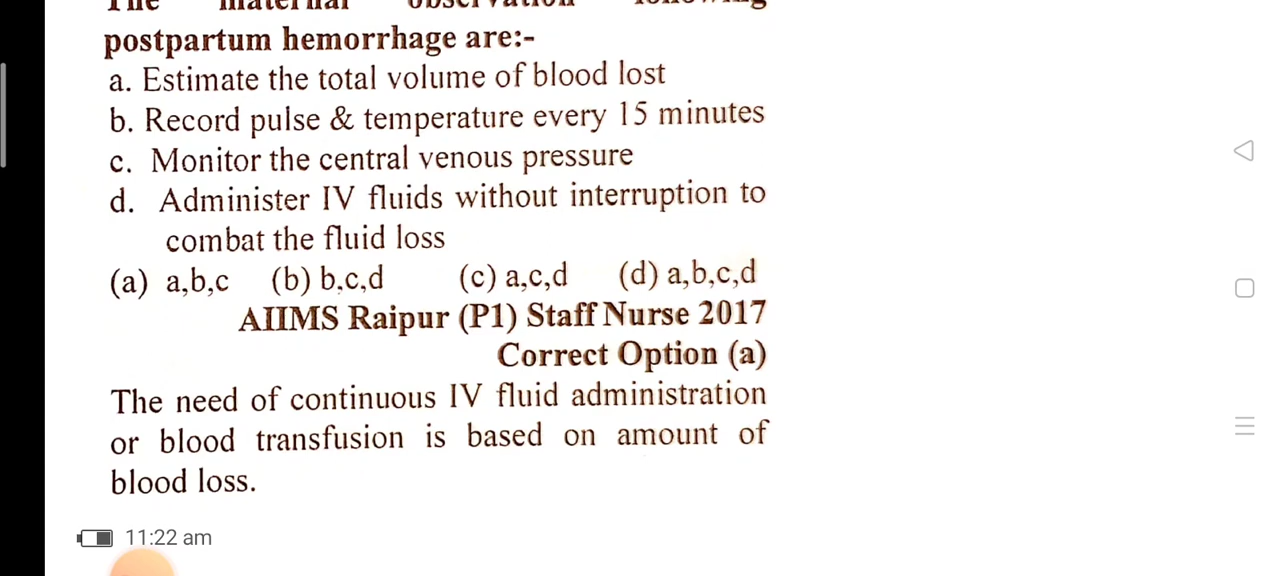 postpartum hemorrhage are:-
a. Estimate the total volume of blood lost
b. Record pulse & temperature every 15 minutes
c. Monitor the central venous pressure
d. Administer IV fluids without interruption to
combat the fluid loss
(a) a,b,c (b) b,c,d (c) a,c,d (d) a,b,c,d
AIIMS Raipur (P1) Staff Nurse 2017
Correct Option (a)
The need of continuous IV fluid administration
or blood transfusion is based on amount of
blood loss.
11:22 am